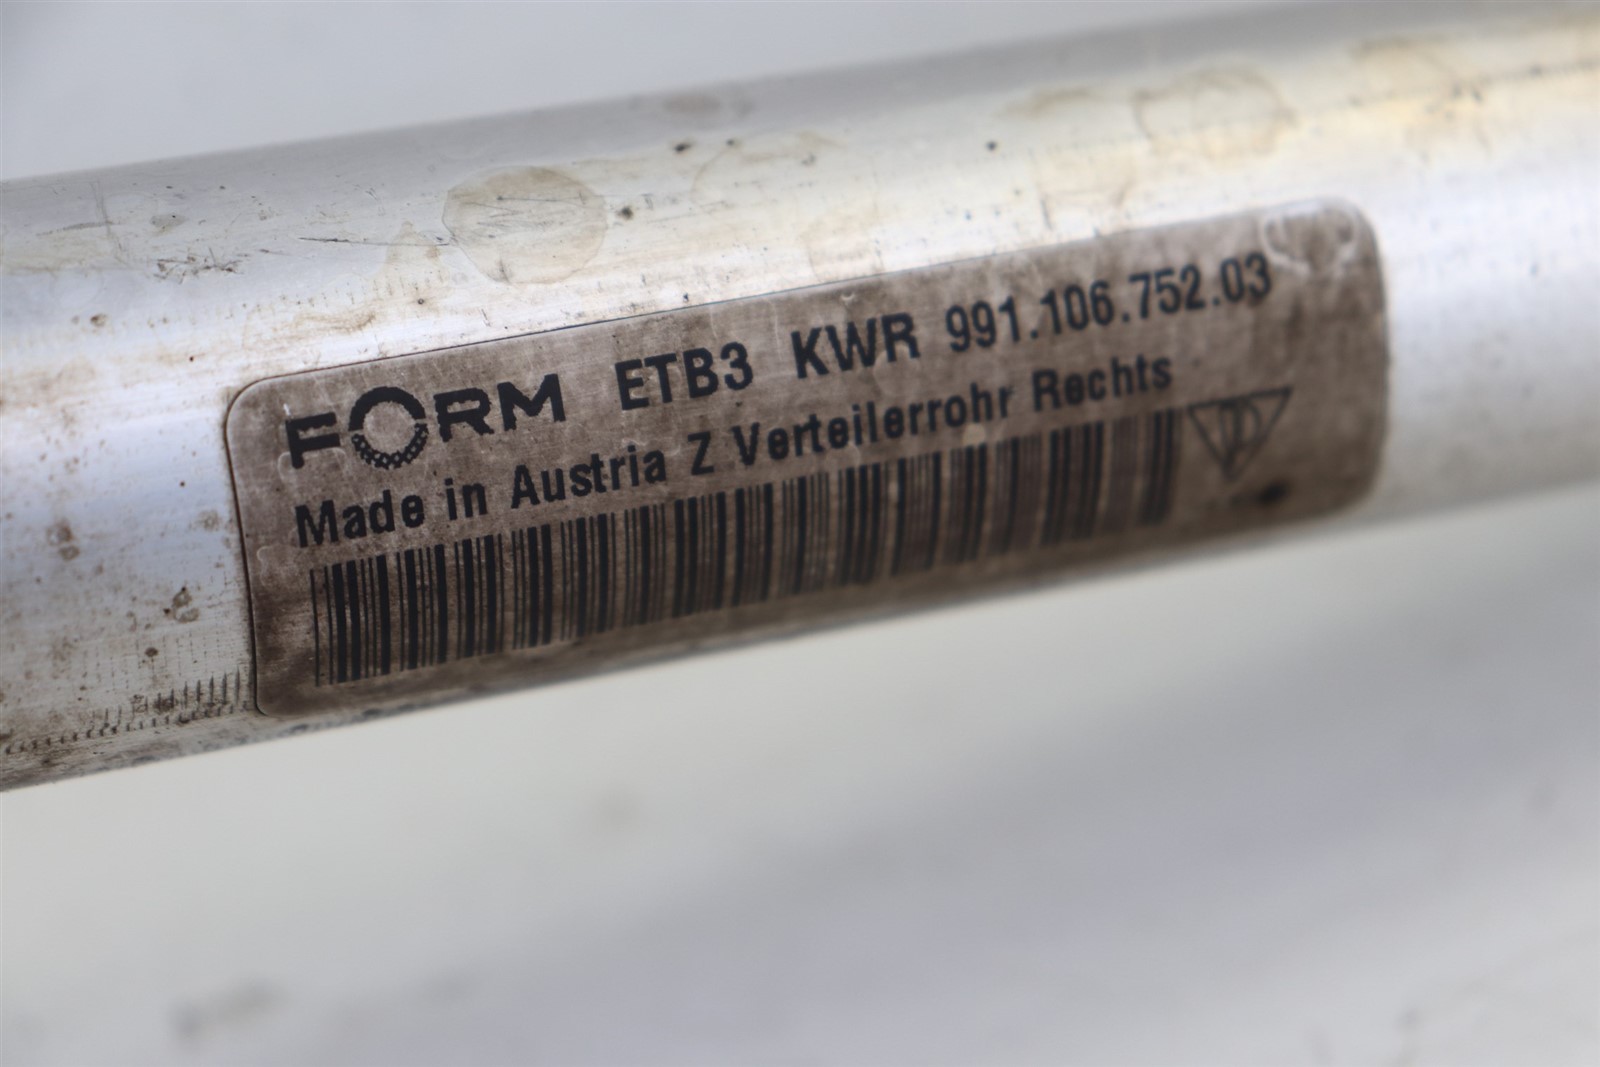 FORM ETB3 KWR 991.106.752.03
Made in Austria Z Verteilerrohr Rechts